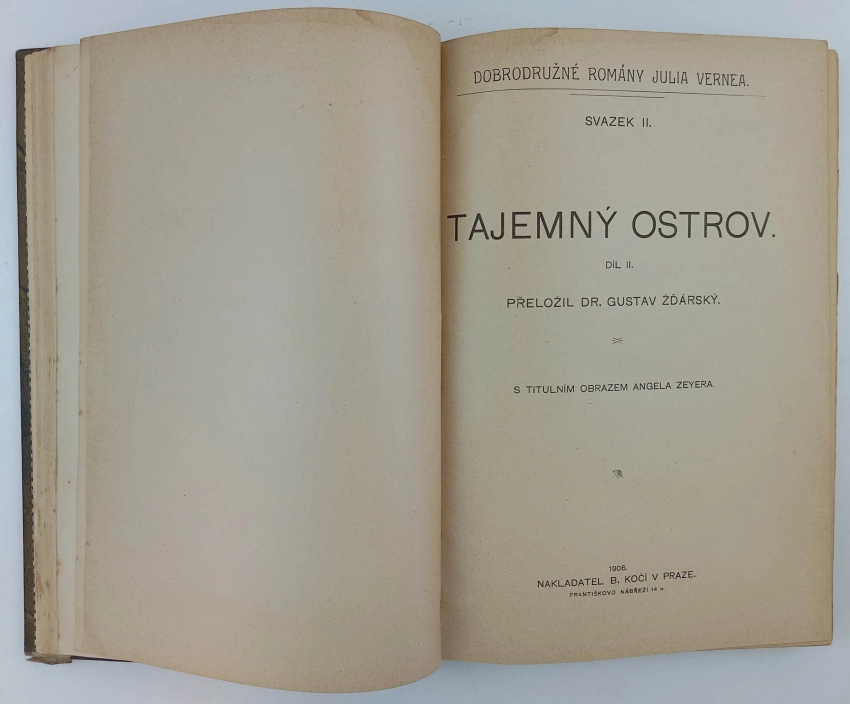 DOBRODRUŽNÉ ROMÁNY JULIA VERNEA.
SVAZEK II.
TAJEMNÝ OSTROV.
DÍL II.
PŘELOŽIL DR. GUSTAV ŽĎÁRSKÝ.
S TITULNÍM OBRAZEM ANGELA ZEYERA.
1906.
NAKLADATEL B. KOČÍ V PRAZE.
FRANTIŠKOVO NÁBŘEŽÍ 14 n.